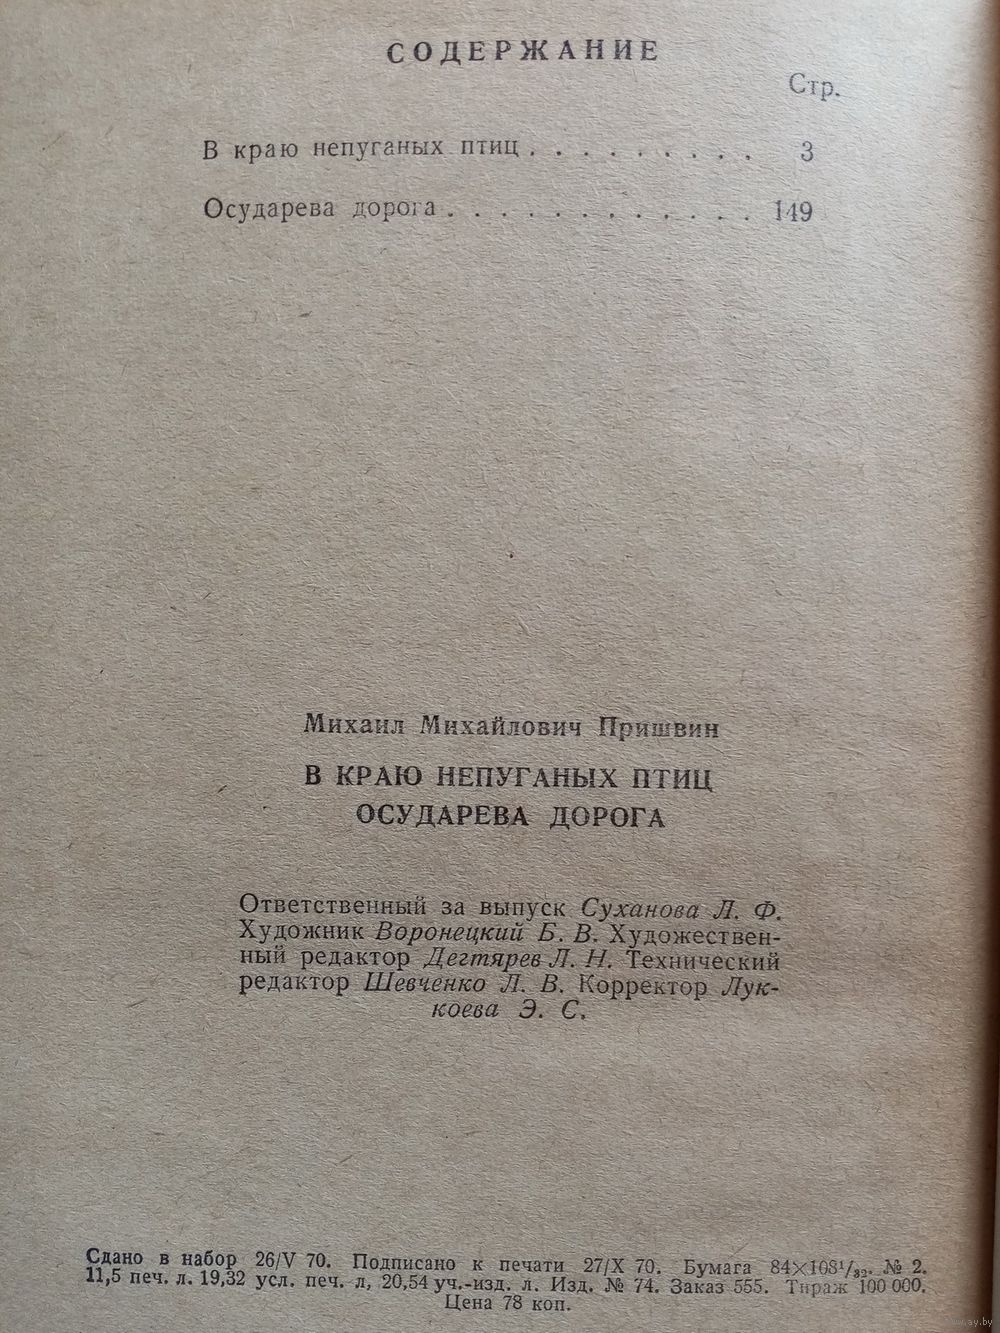 СОДЕРЖАНИЕ
Стр.
В краю непуганых птиц . . . . . . . . . 3
Осударева дорога . . . . . . . . . . . . 149
Михаил Михайлович Пришвин
В КРАЮ НЕПУГАНЫХ ПТИЦ
ОСУДАРЕВА ДОРОГА
Ответственный за выпуск Суханова Л. Ф.
Художник Воронецкий Б. В. Художествен-
ный редактор Дегтярев Л. Н. Технический
редактор Шевченко Л. В. Корректор Лук-
коева Э. С.
Сдано в набор 26/V 70. Подписано к печати 27/X 70. Бумага 84×108¹/₃₂. № 2.
11,5 печ. л. 19,32 усл. печ. л, 20,54 уч.-изд. л. Изд. № 74. Заказ 555. Тираж 100 000.
Цена 78 коп.
www.ay.by